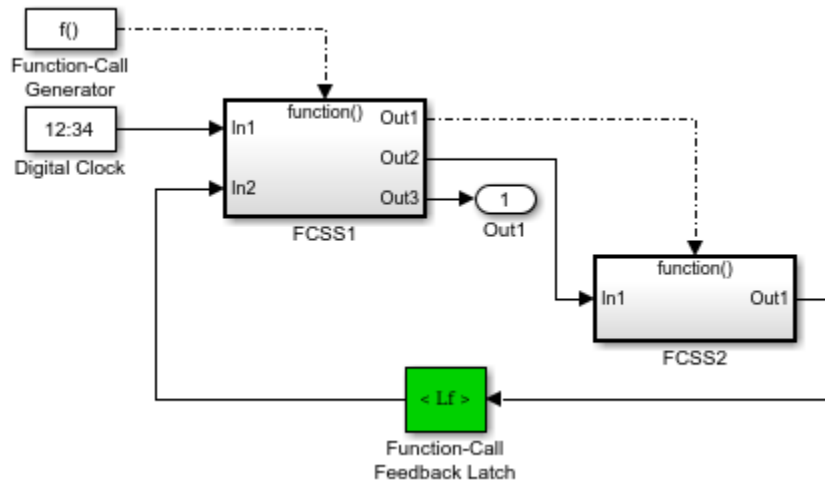 f()
Function-Call
Generator
12:34
Digital Clock
function()
In1
In2
Out1
Out2
Out3
FCSS1
1
Out1
function()
In1
Out1
FCSS2
< Lf >
Function-Call
Feedback Latch